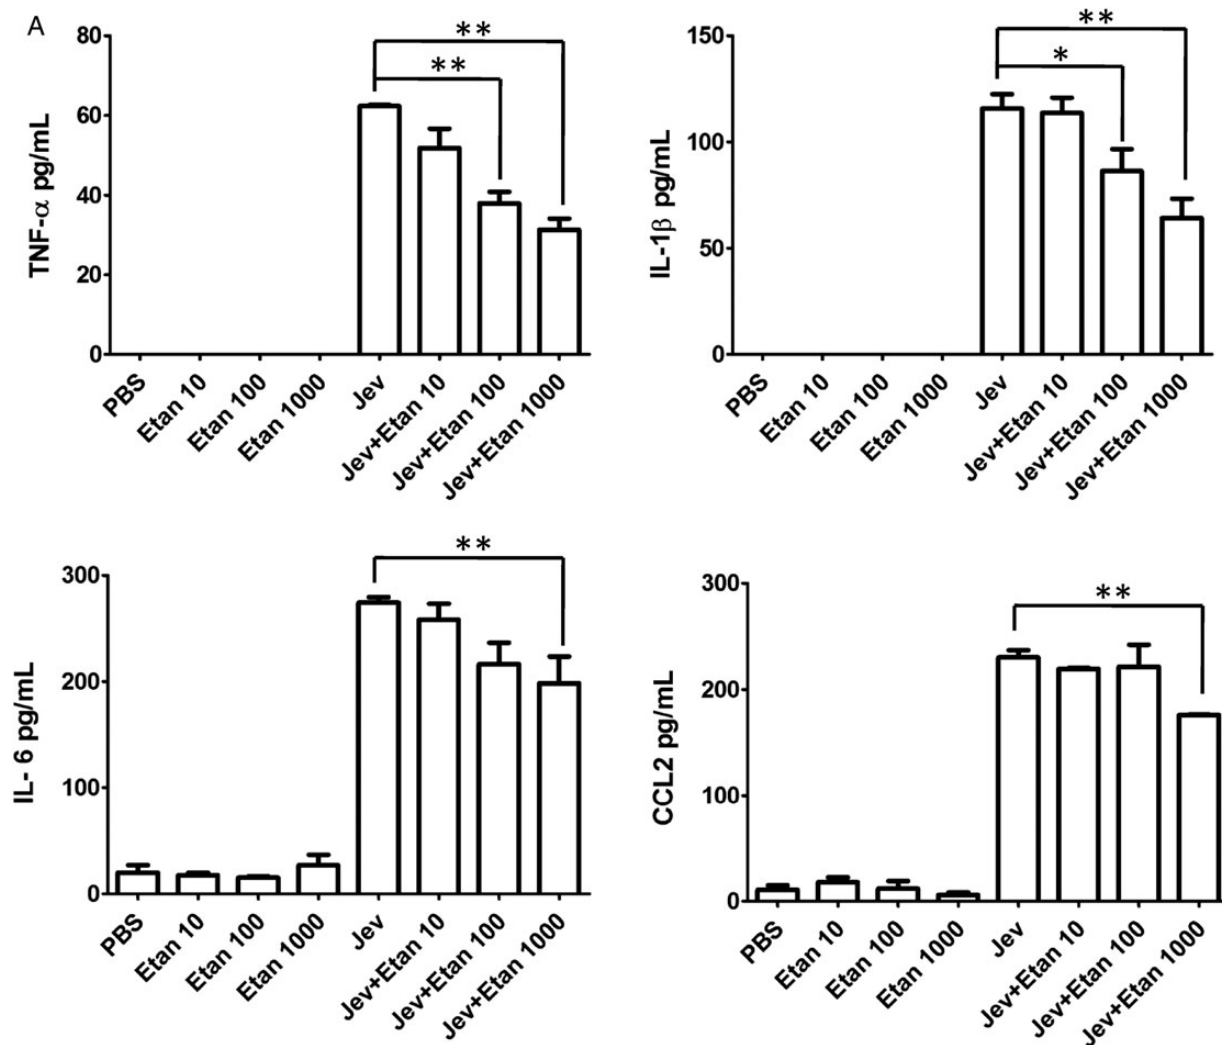 A
TNF-α pg/mL
80
60
40
20
0
**
**
PBS
Etan 10
Etan 100
Etan 1000
Jev
Jev+Etan 10
Jev+Etan 100
Jev+Etan 1000
IL-1β pg/mL
150
100
50
0
**
*
PBS
Etan 10
Etan 100
Etan 1000
Jev
Jev+Etan 10
Jev+Etan 100
Jev+Etan 1000
IL- 6 pg/mL
300
200
100
0
**
PBS
Etan 10
Etan 100
Etan 1000
Jev
Jev+Etan 10
Jev+Etan 100
Jev+Etan 1000
CCL2 pg/mL
300
200
100
0
**
PBS
Etan 10
Etan 100
Etan 1000
Jev
Jev+Etan 10
Jev+Etan 100
Jev+Etan 1000